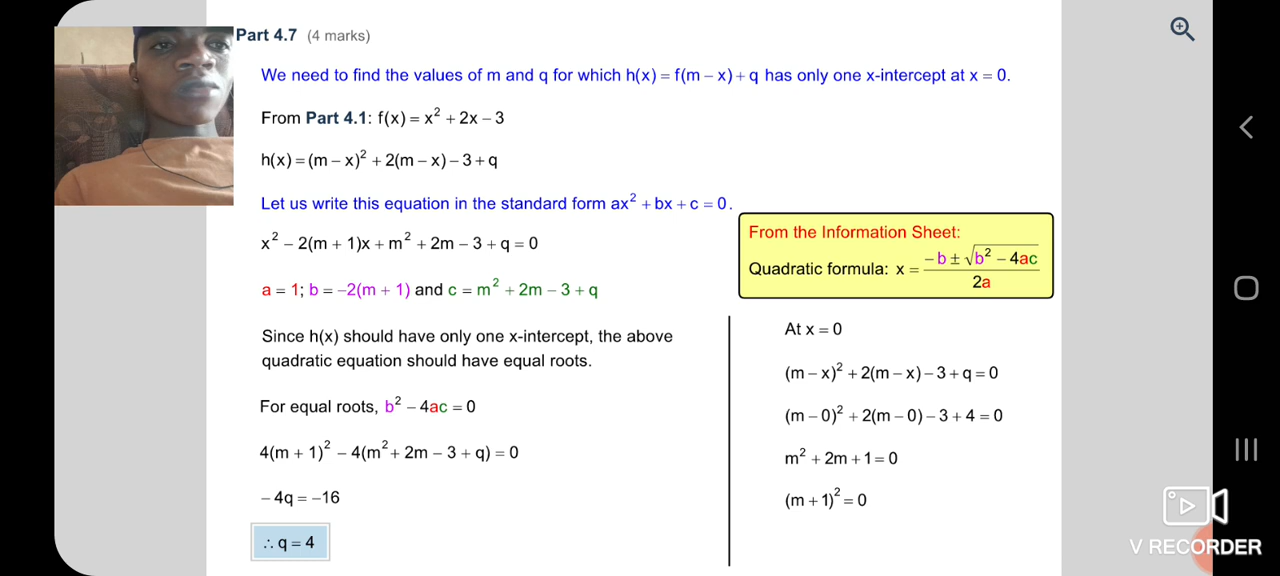 Part 4.7 (4 marks)
We need to find the values of m and q for which h(x) = f(m − x) + q has only one x-intercept at x = 0.
From Part 4.1: f(x) = x² + 2x − 3
h(x) = (m − x)² + 2(m − x) − 3 + q
Let us write this equation in the standard form ax² + bx + c = 0.
x² − 2(m + 1)x + m² + 2m − 3 + q = 0
a = 1; b = −2(m + 1) and c = m² + 2m − 3 + q
From the Information Sheet:
Quadratic formula: x = (−b ± √(b² − 4ac)) / 2a
Since h(x) should have only one x-intercept, the above
quadratic equation should have equal roots.
For equal roots, b² − 4ac = 0
4(m + 1)² − 4(m² + 2m − 3 + q) = 0
− 4q = −16
∴ q = 4
At x = 0
(m − x)² + 2(m − x) − 3 + q = 0
(m − 0)² + 2(m − 0) − 3 + 4 = 0
m² + 2m + 1 = 0
(m + 1)² = 0
V RECORDER